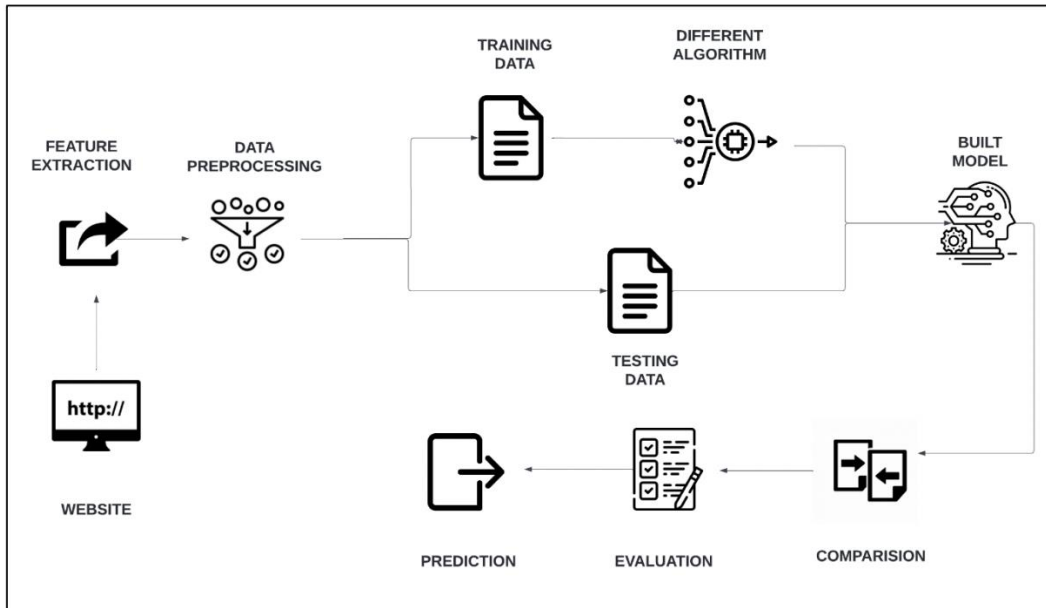 TRAINING
DATA
DIFFERENT
ALGORITHM
FEATURE
EXTRACTION
DATA
PREPROCESSING
BUILT
MODEL
http://
WEBSITE
TESTING
DATA
PREDICTION
EVALUATION
COMPARISION